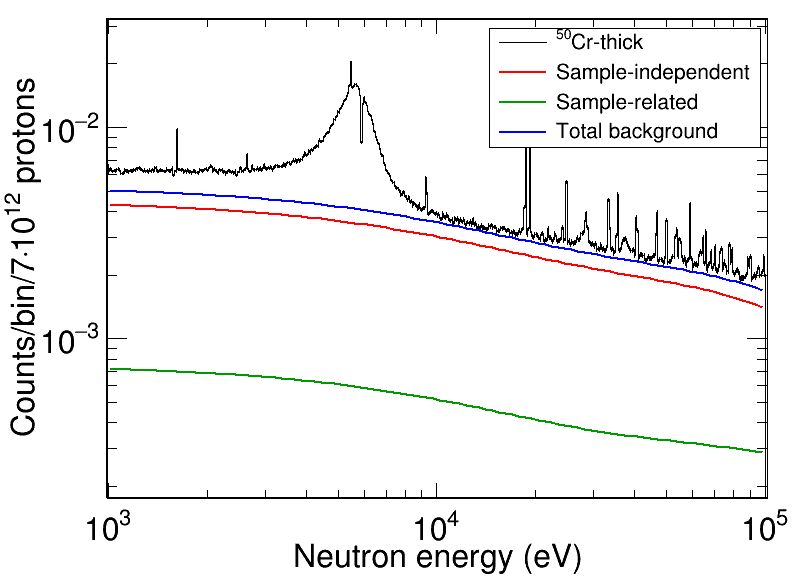 Counts/bin/7·10¹² protons
10⁻²
10⁻³
⁵⁰Cr-thick
Sample-independent
Sample-related
Total background
10³
10⁴
10⁵
Neutron energy (eV)